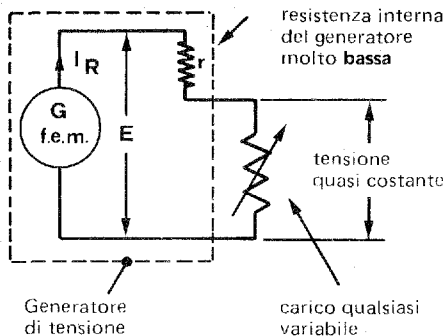 resistenza interna
del generatore
molto bassa
I R
r
G
f.e.m.
E
tensione
quasi costante
Generatore
di tensione
carico qualsiasi
variabile